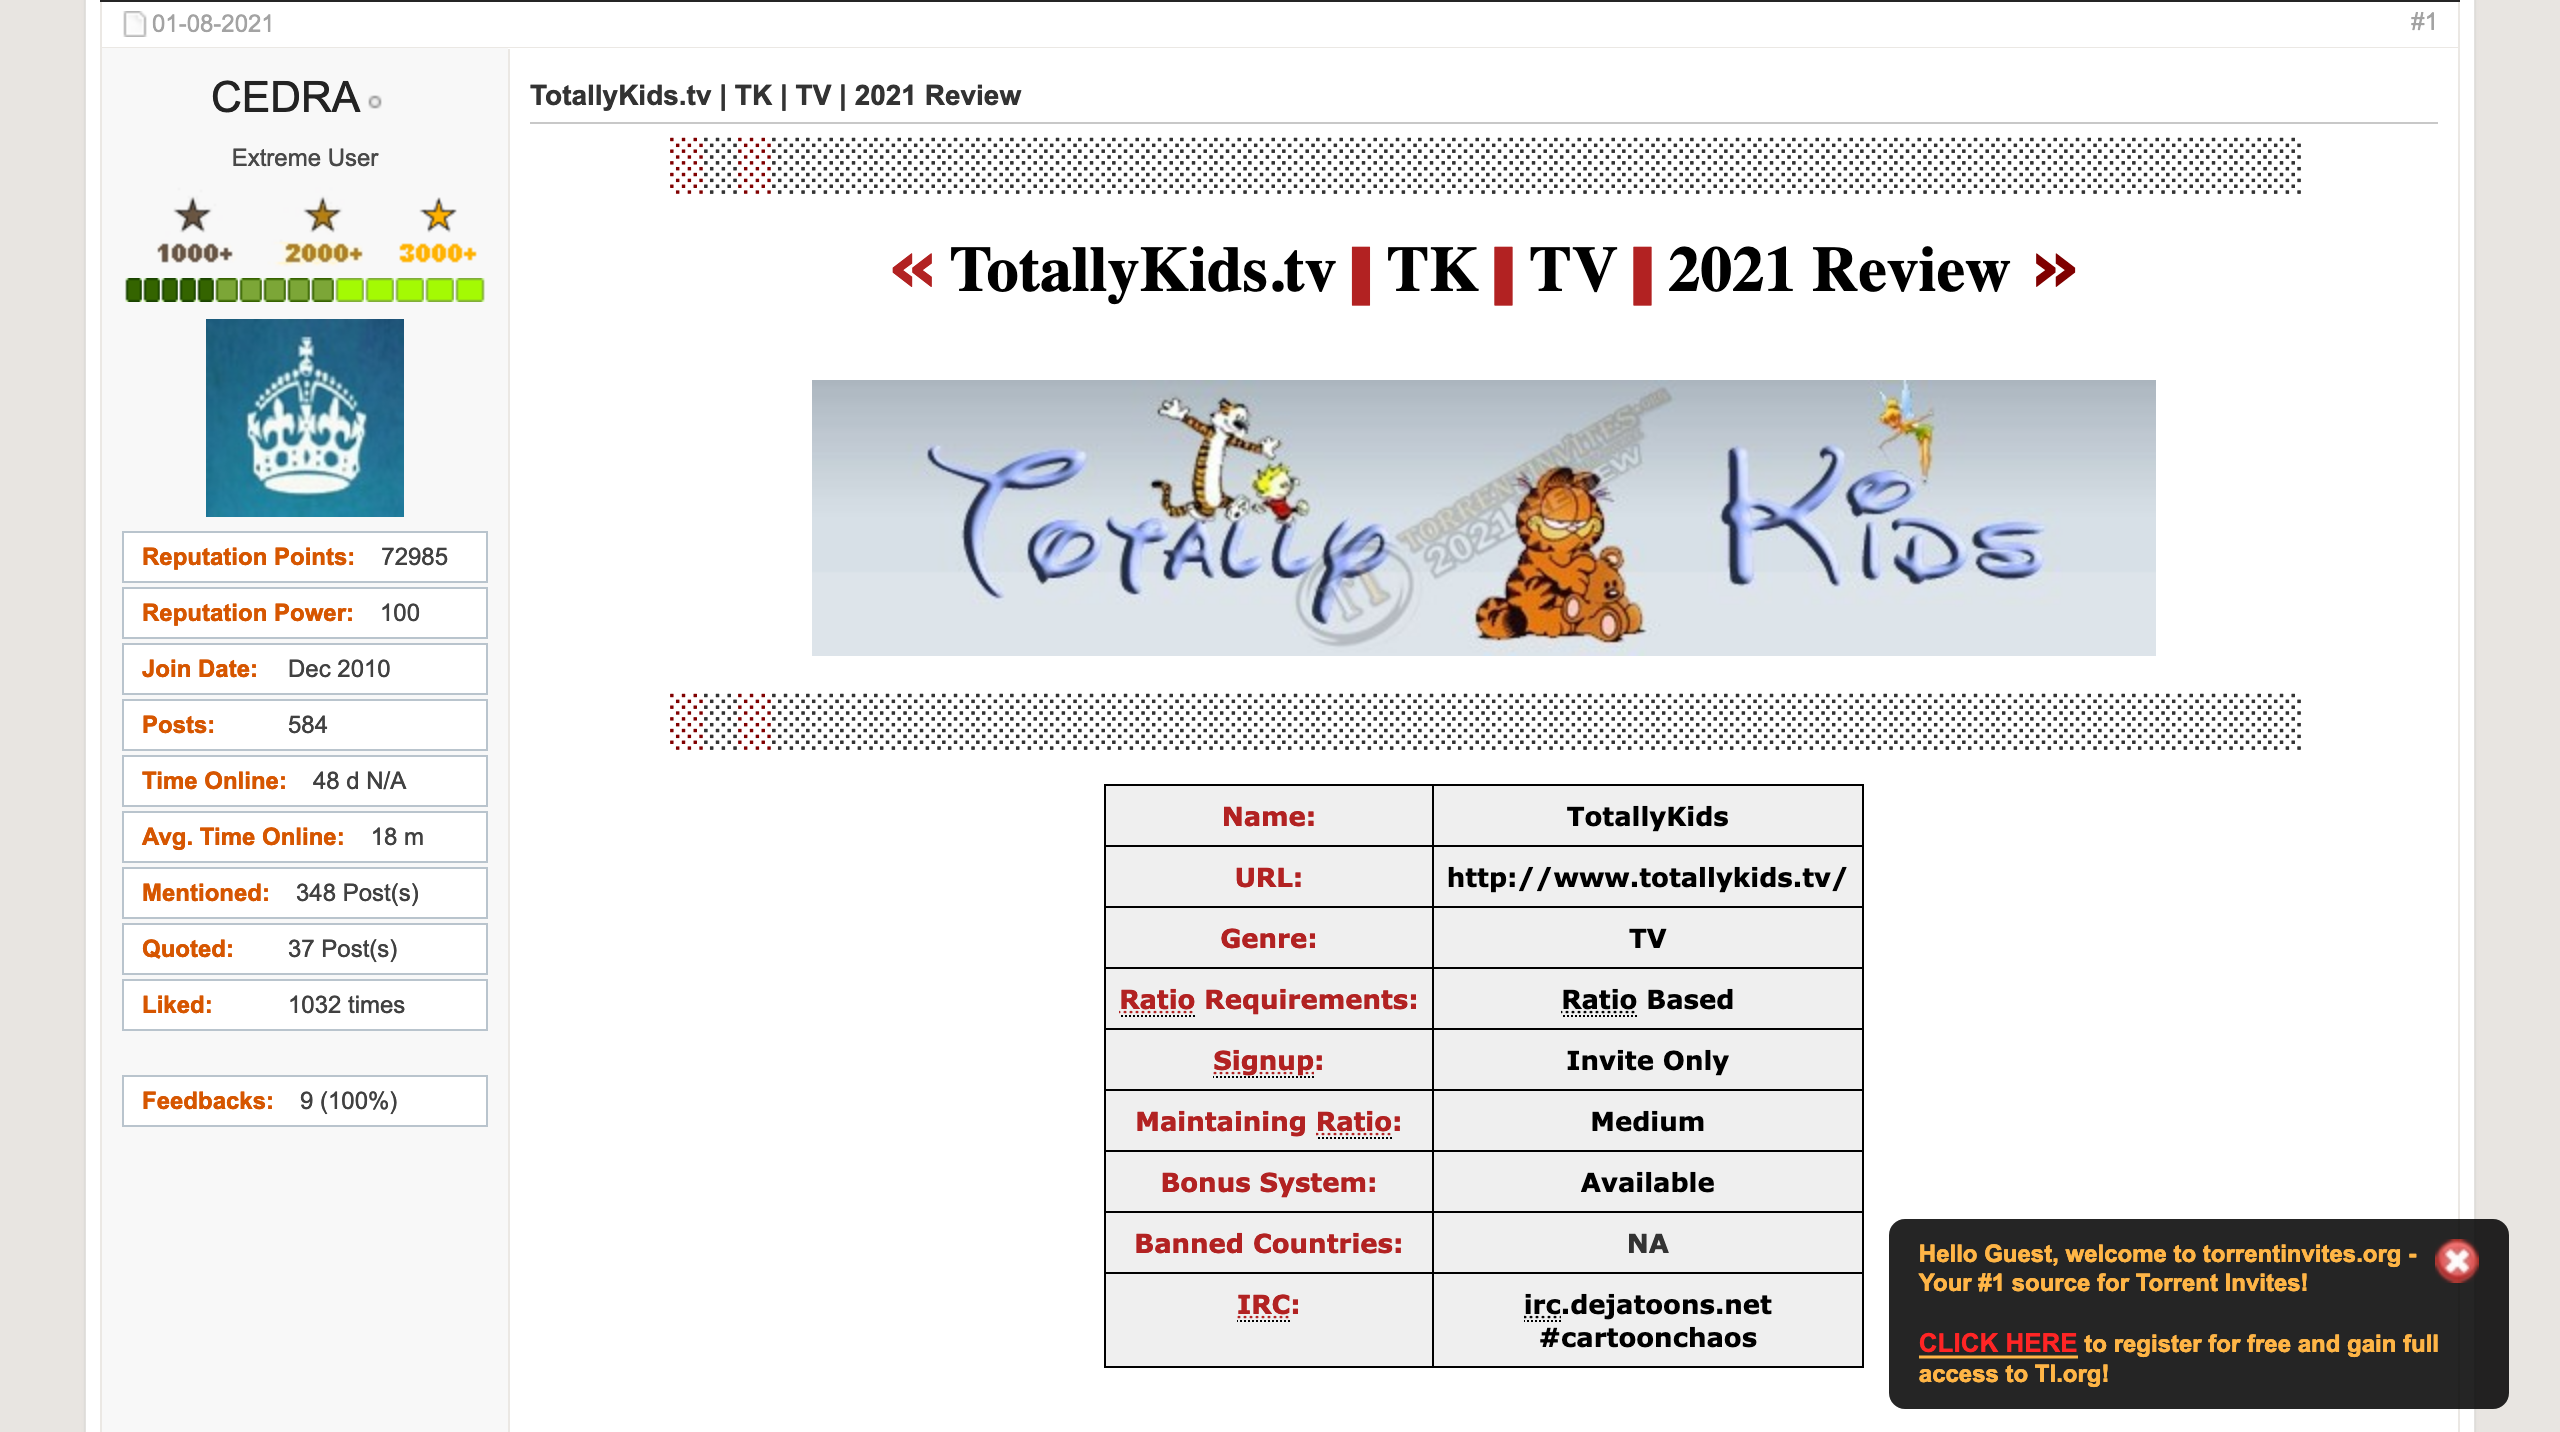 01-08-2021
#1
CEDRA
Extreme User
1000+ 2000+ 3000+
Reputation Points: 72985
Reputation Power: 100
Join Date: Dec 2010
Posts: 584
Time Online: 48 d N/A
Avg. Time Online: 18 m
Mentioned: 348 Post(s)
Quoted: 37 Post(s)
Liked: 1032 times
Feedbacks: 9 (100%)
TotallyKids.tv | TK | TV | 2021 Review
« TotallyKids.tv | TK | TV | 2021 Review »
Totally Kids
TORRENTINVITES.org
2021 REVIEW
TI
Name: TotallyKids
URL: http://www.totallykids.tv/
Genre: TV
Ratio Requirements: Ratio Based
Signup: Invite Only
Maintaining Ratio: Medium
Bonus System: Available
Banned Countries: NA
IRC: irc.dejatoons.net
#cartoonchaos
Hello Guest, welcome to torrentinvites.org -
Your #1 source for Torrent Invites!
CLICK HERE to register for free and gain full
access to TI.org!